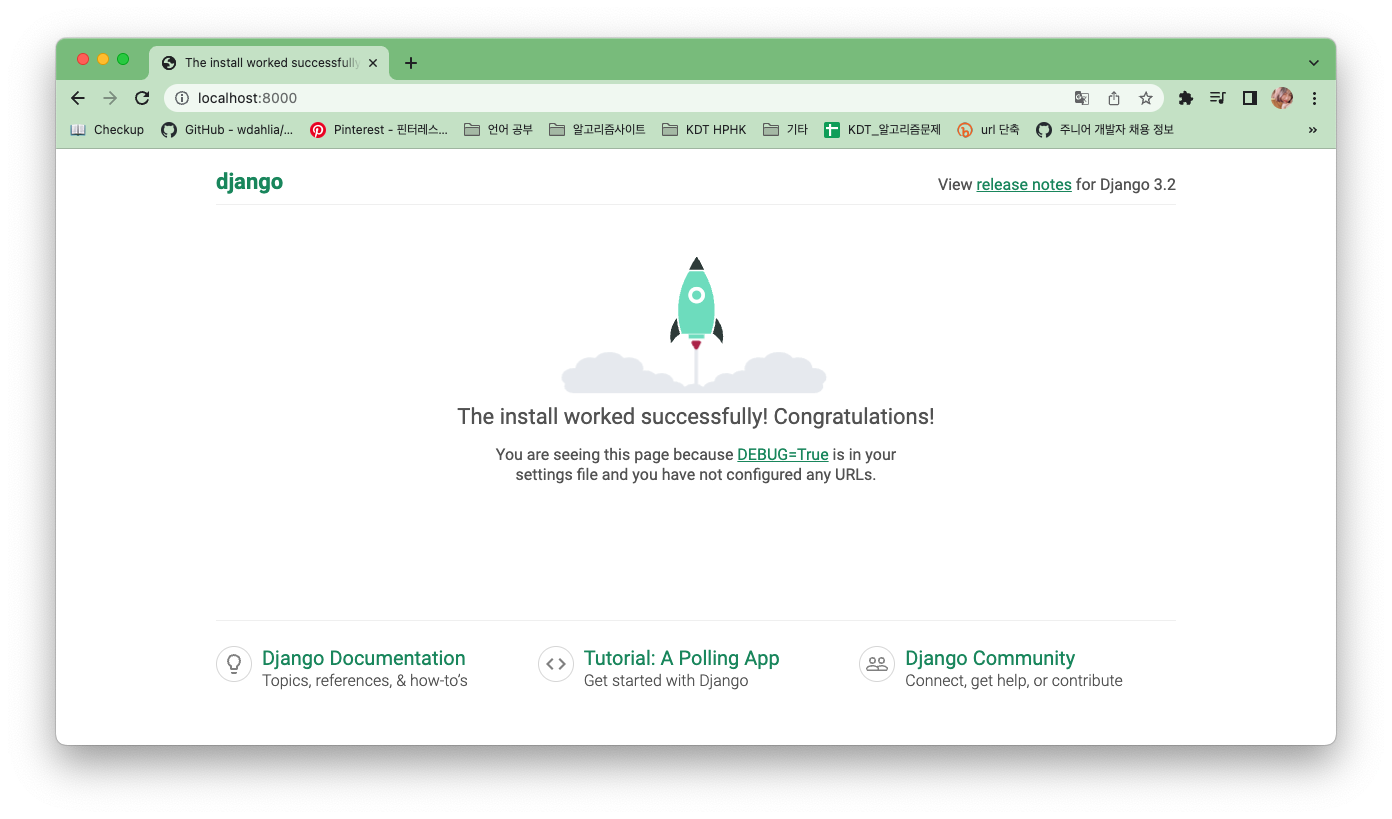 The install worked successfully
localhost:8000
Checkup GitHub - wdahlia/... Pinterest - 핀터레스... 언어 공부 알고리즘사이트 KDT HPHK 기타 KDT_알고리즘문제 url 단축 주니어 개발자 채용 정보 »
django
View release notes for Django 3.2
The install worked successfully! Congratulations!
You are seeing this page because DEBUG=True is in your
settings file and you have not configured any URLs.
Django Documentation
Topics, references, & how-to's
Tutorial: A Polling App
Get started with Django
Django Community
Connect, get help, or contribute